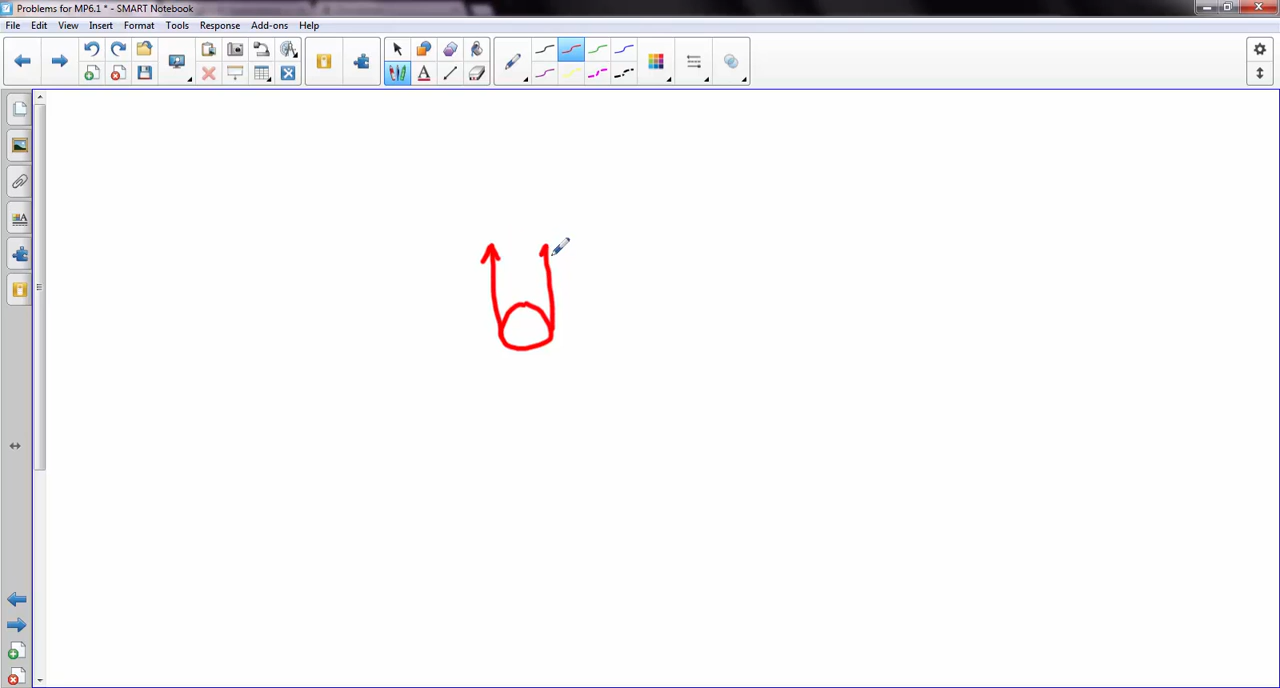 Problems for MP6.1 * - SMART Notebook
File Edit View Insert Format Tools Response Add-ons Help